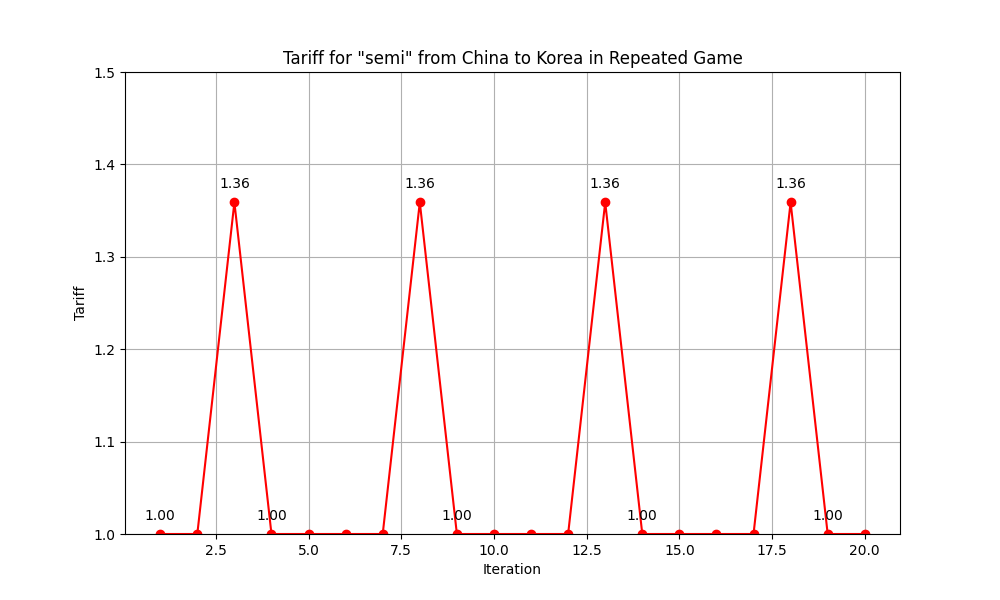 Tariff for "semi" from China to Korea in Repeated Game
1.5
1.4
1.36 1.36 1.36 1.36
1.3
Tariff
1.2
1.1
1.00 1.00 1.00 1.00 1.00
1.0
2.5 5.0 7.5 10.0 12.5 15.0 17.5 20.0
Iteration